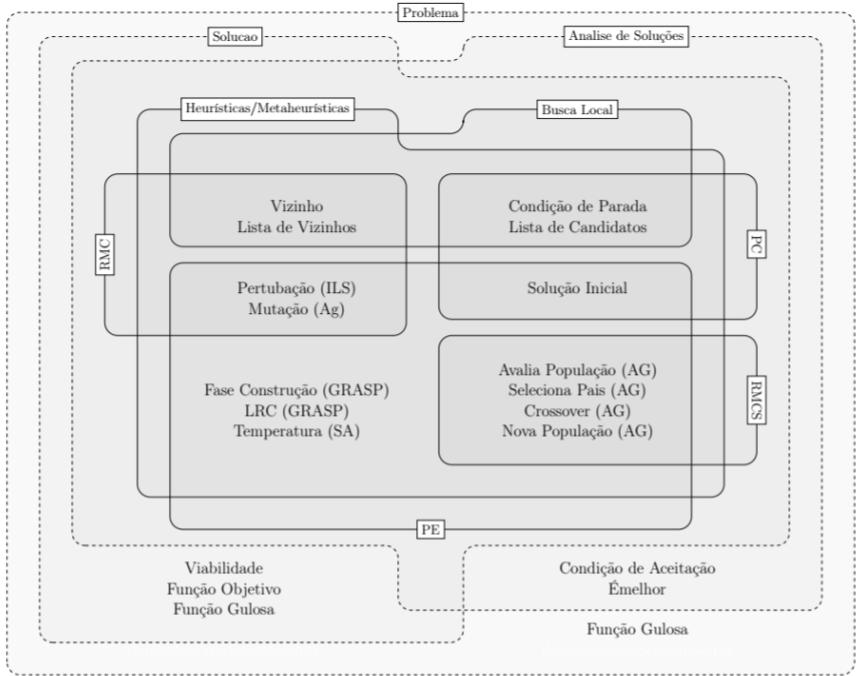 Problema
Solucao
Analise de Soluções
Heurísticas/Metaheurísticas
Busca Local
Vizinho
Lista de Vizinhos
Condição de Parada
Lista de Candidatos
RMC
PC
Pertubação (ILS)
Mutação (Ag)
Solução Inicial
Fase Construção (GRASP)
LRC (GRASP)
Temperatura (SA)
Avalia População (AG)
Seleciona Pais (AG)
Crossover (AG)
Nova População (AG)
RMCS
PE
Viabilidade
Função Objetivo
Função Gulosa
Condição de Aceitação
Émelhor
Função Gulosa